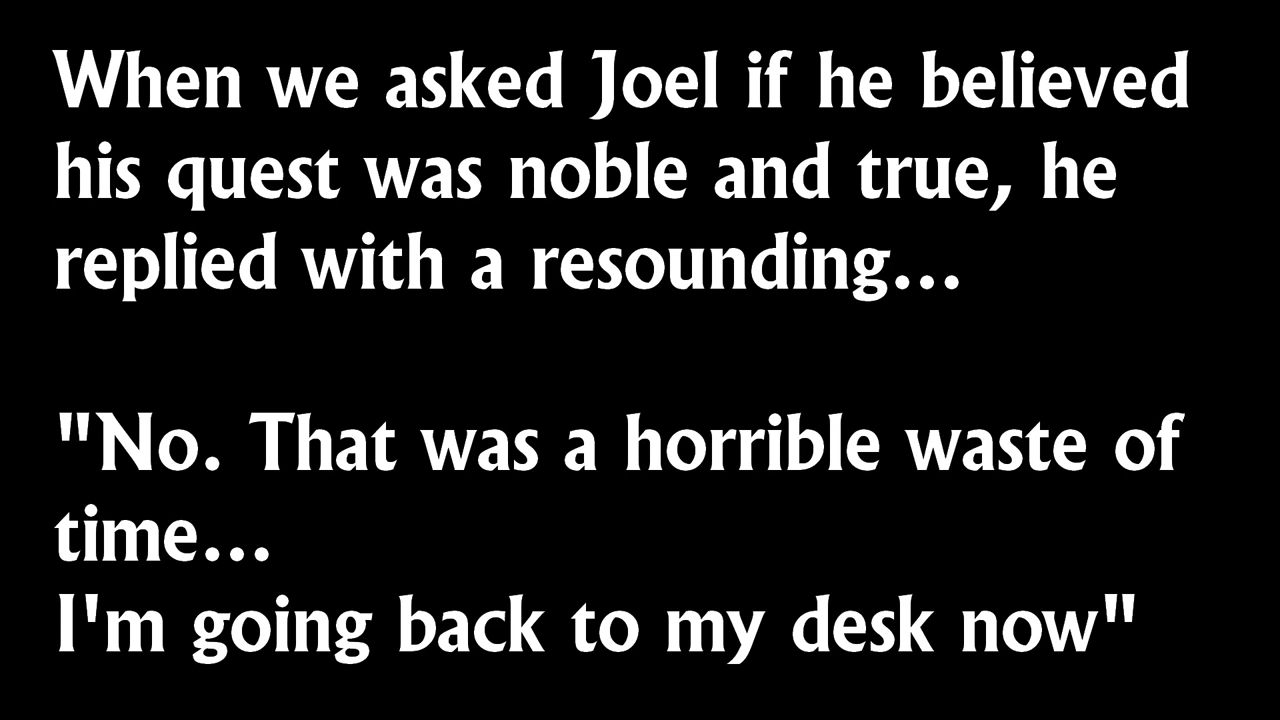 When we asked Joel if he believed
his quest was noble and true, he
replied with a resounding...
"No. That was a horrible waste of
time...
I'm going back to my desk now"